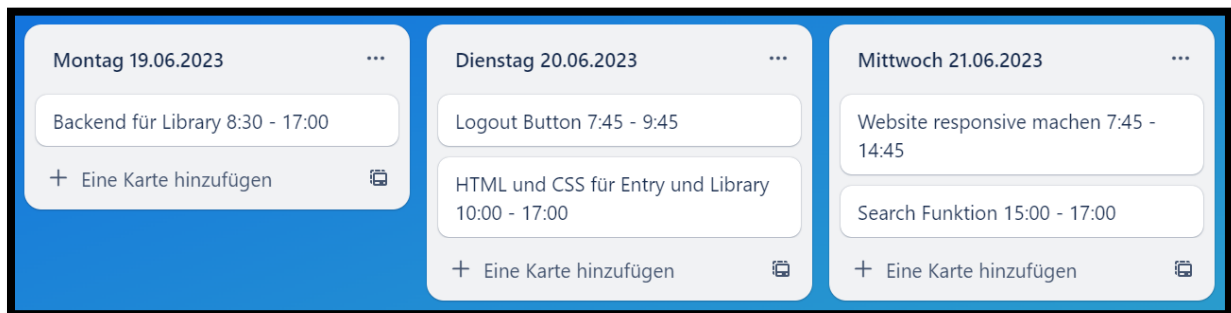 Montag 19.06.2023
Backend für Library 8:30 - 17:00
Eine Karte hinzufügen
Dienstag 20.06.2023
Logout Button 7:45 - 9:45
HTML und CSS für Entry und Library
10:00 - 17:00
Eine Karte hinzufügen
Mittwoch 21.06.2023
Website responsive machen 7:45 -
14:45
Search Funktion 15:00 - 17:00
Eine Karte hinzufügen